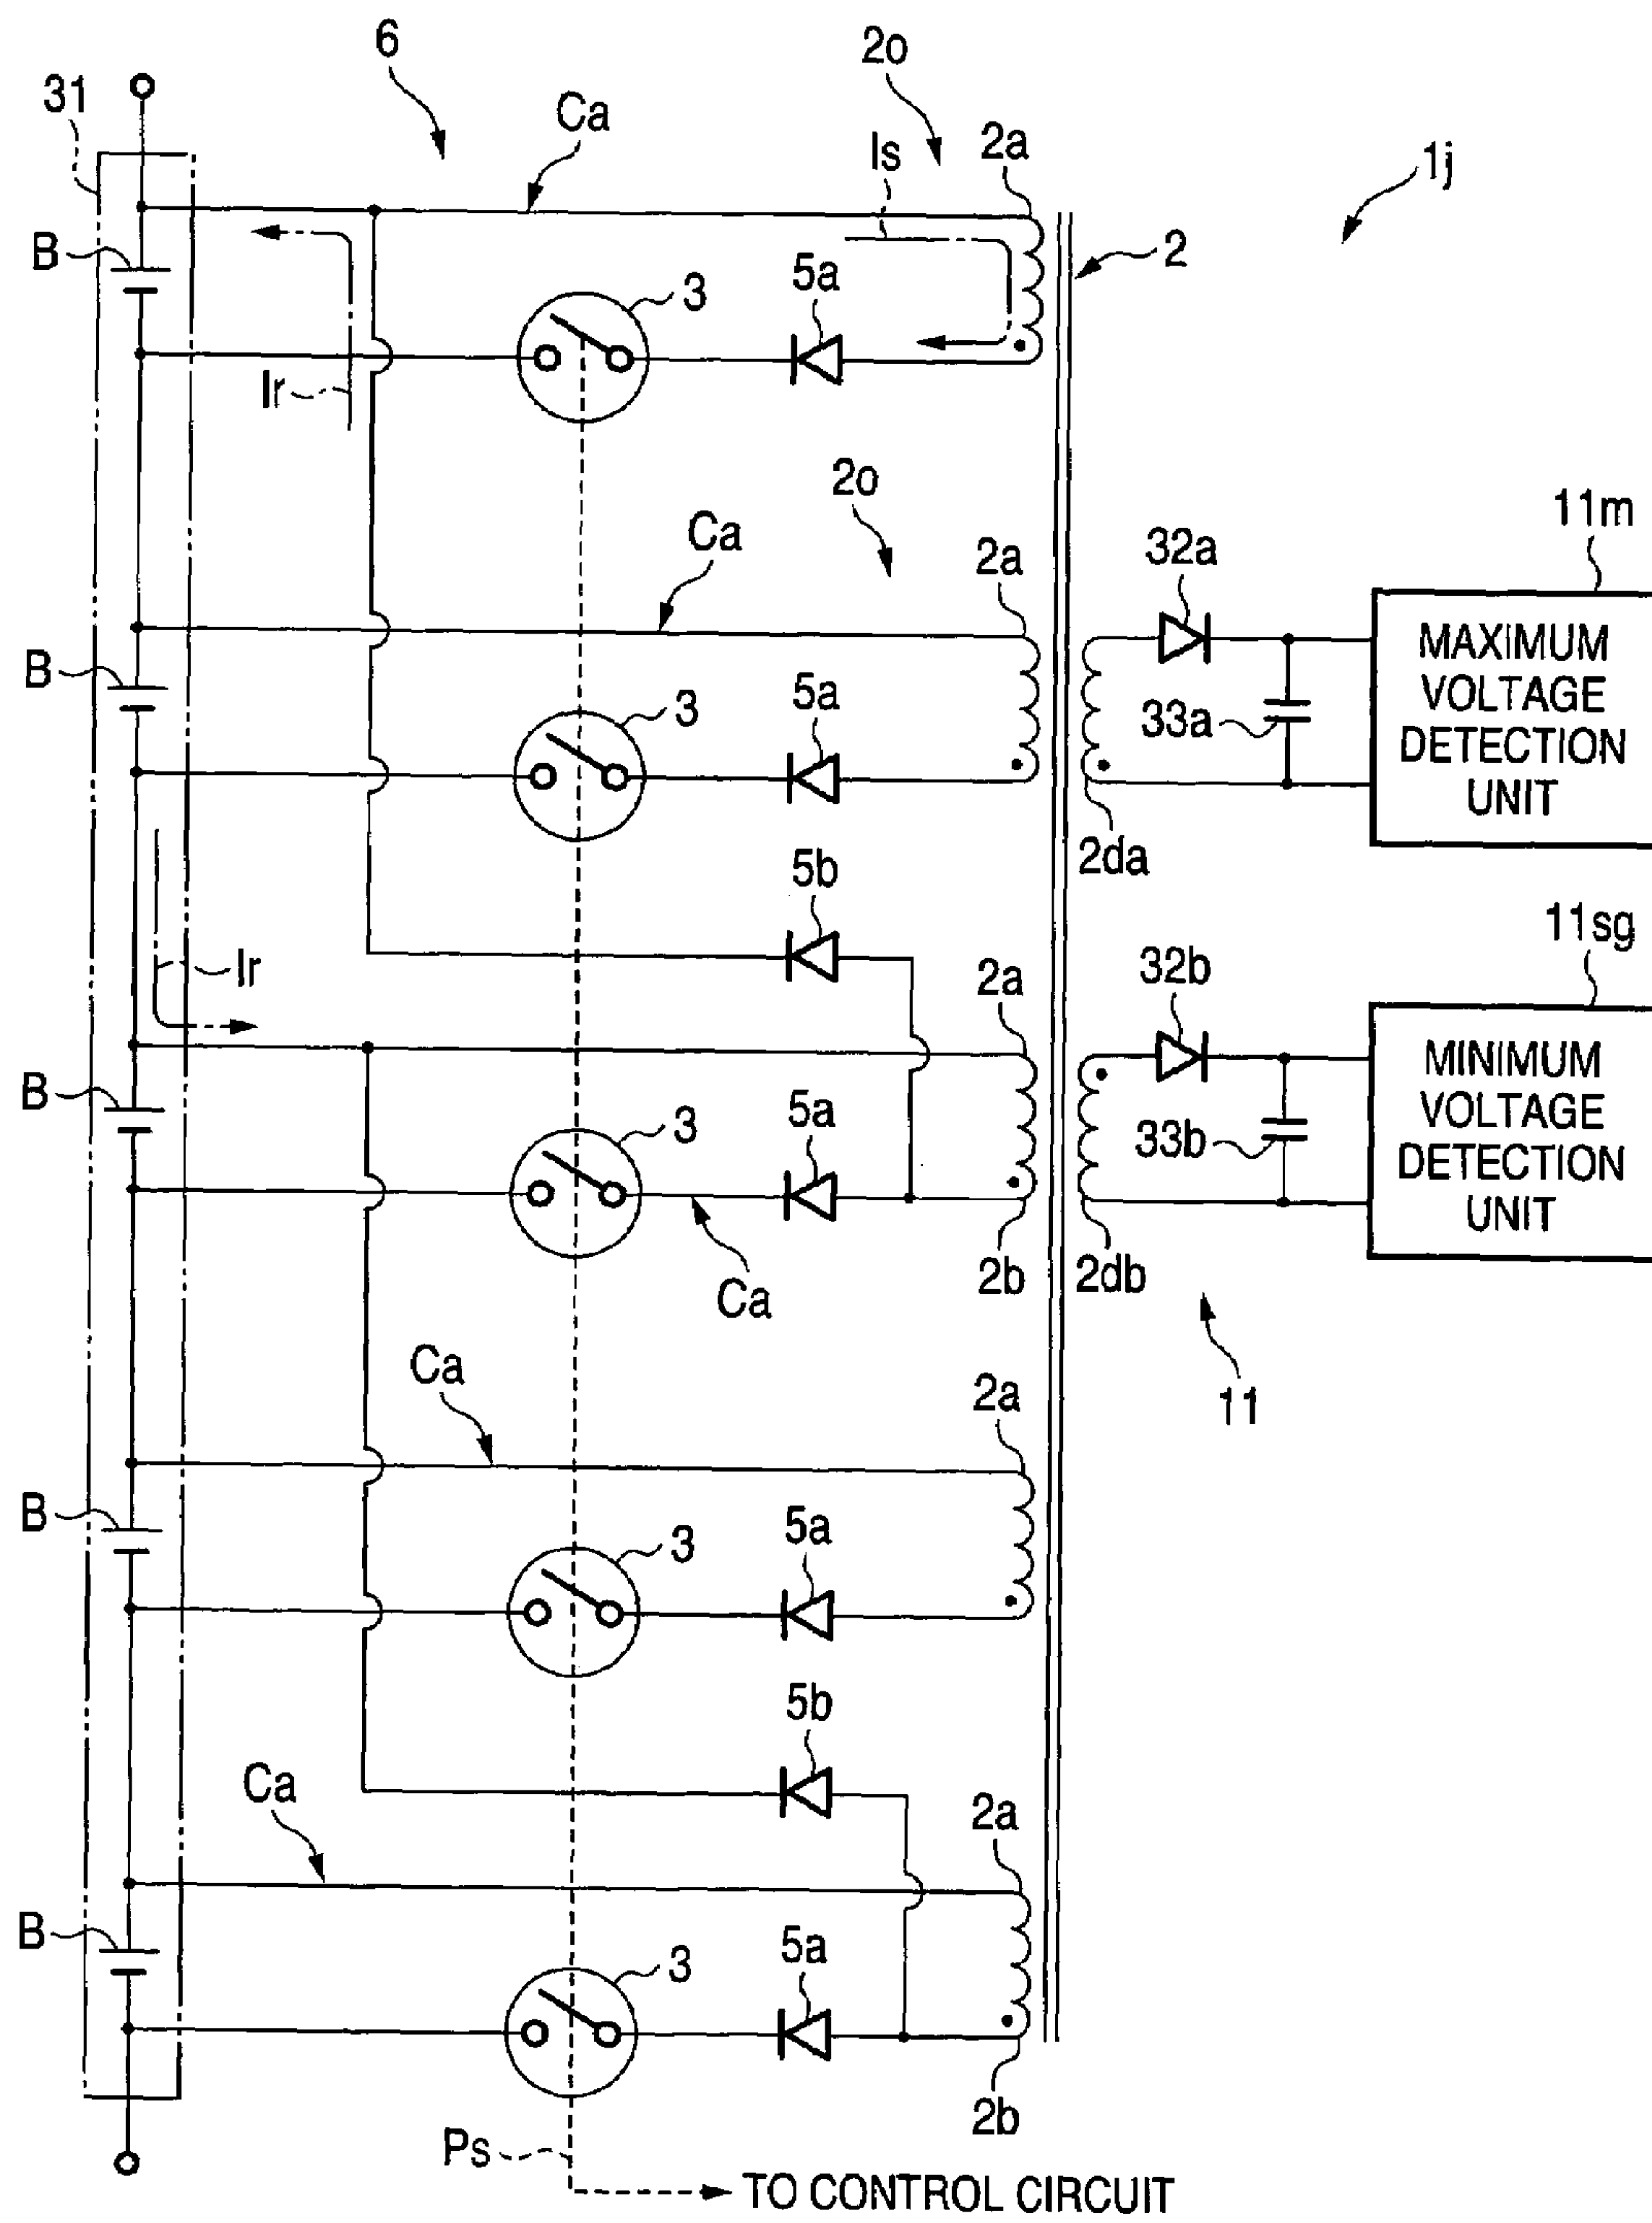 6
2o
31
Ca
Is
2a
1j
B
5a
3
2
Ir
2o
11m
Ca
2a
32a
MAXIMUM
VOLTAGE
DETECTION
UNIT
B
5a
3
33a
5b
2da
11sg
Ir
2a
32b
MINIMUM
VOLTAGE
DETECTION
UNIT
B
5a
3
33b
Ca
2b
2db
Ca
2a
11
B
5a
3
5b
Ca
2a
B
5a
3
2b
Ps
TO CONTROL CIRCUIT